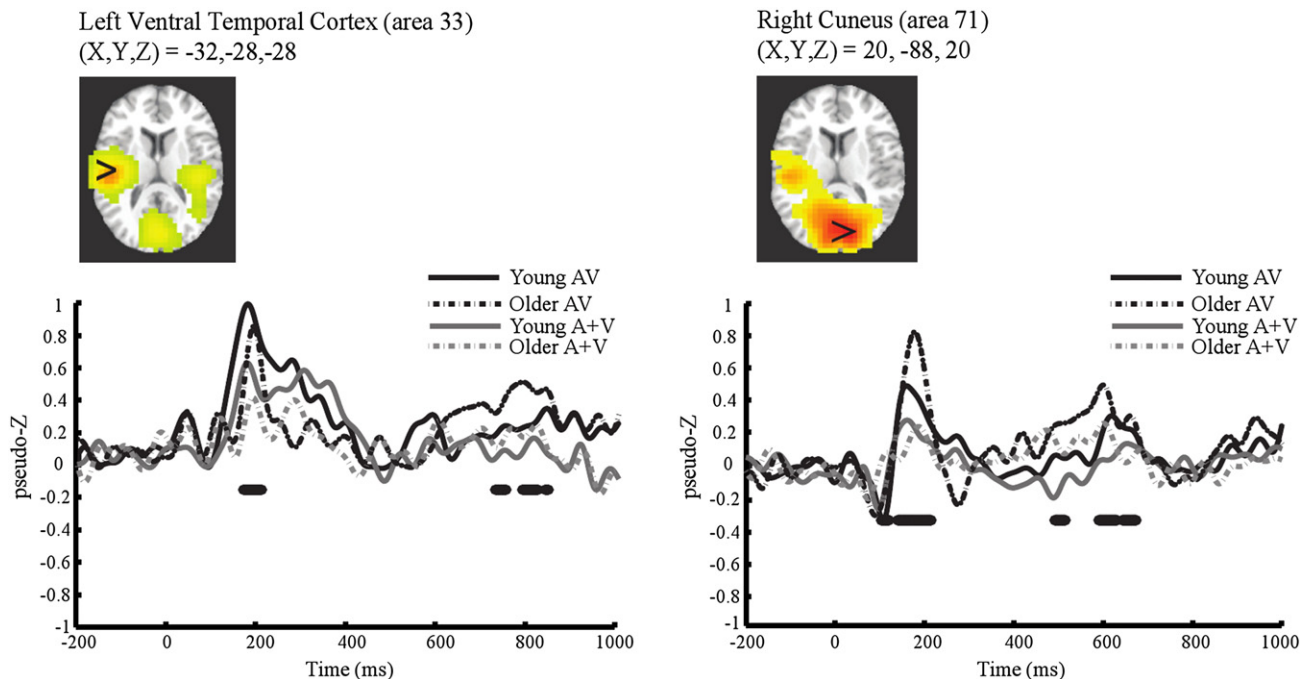 Left Ventral Temporal Cortex (area 33)
(X,Y,Z) = -32,-28,-28
>
Young AV
Older AV
Young A+V
Older A+V
1
0.8
0.6
0.4
0.2
0
-0.2
-0.4
-0.6
-0.8
-1
pseudo-Z
-200
0
200
400
600
800
1000
Time (ms)
Right Cuneus (area 71)
(X,Y,Z) = 20, -88, 20
>
Young AV
Older AV
Young A+V
Older A+V
1
0.8
0.6
0.4
0.2
0
-0.2
-0.4
-0.6
-0.8
-1
pseudo-Z
-200
0
200
400
600
800
1000
Time (ms)